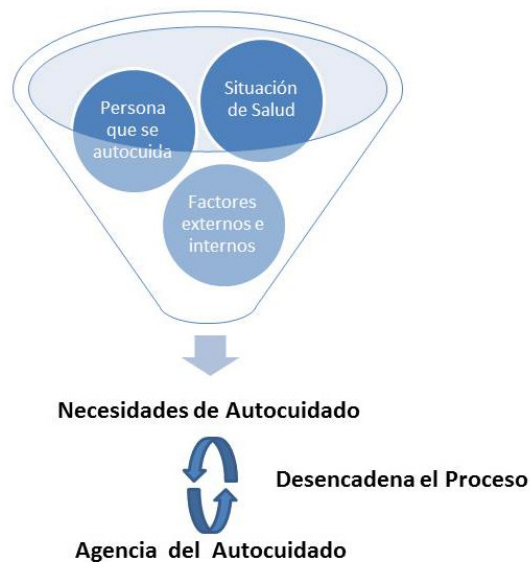 Persona
que se
autocuida
Situación
de Salud
Factores
externos e
internos
Necesidades de Autocuidado
Desencadena el Proceso
Agencia del Autocuidado